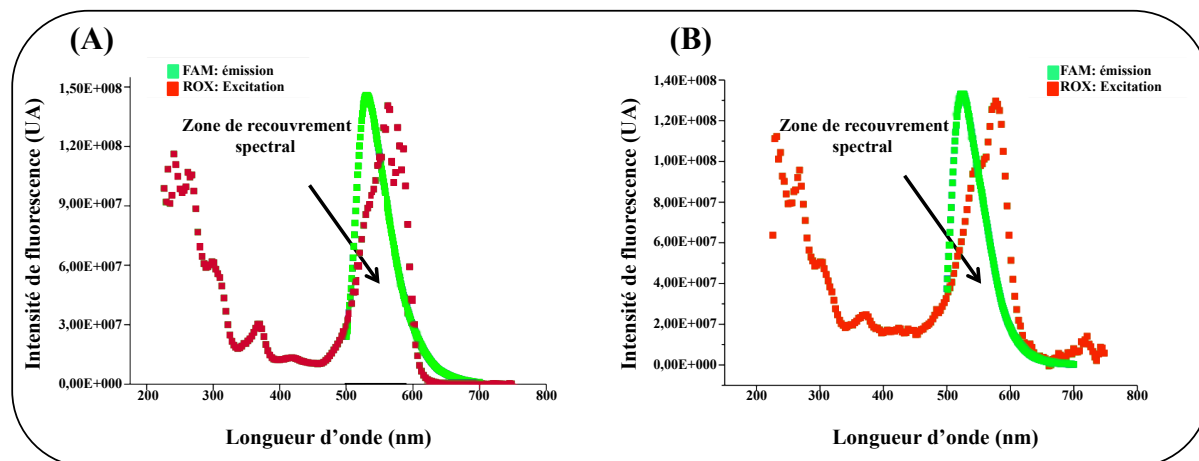 (A)
FAM: émission
ROX: Excitation
1,50E+008
1,20E+008
9,00E+007
6,00E+007
3,00E+007
0,00E+000
Intensité de fluorescence (UA)
Zone de recouvrement
spectral
200 300 400 500 600 700 800
Longueur d’onde (nm)
(B)
FAM: émission
ROX: Excitation
1,40E+008
1,20E+008
1,00E+008
8,00E+007
6,00E+007
4,00E+007
2,00E+007
0,00E+000
Intensité de fluorescence (UA)
Zone de recouvrement
spectral
200 300 400 500 600 700 800
Longueur d’onde (nm)